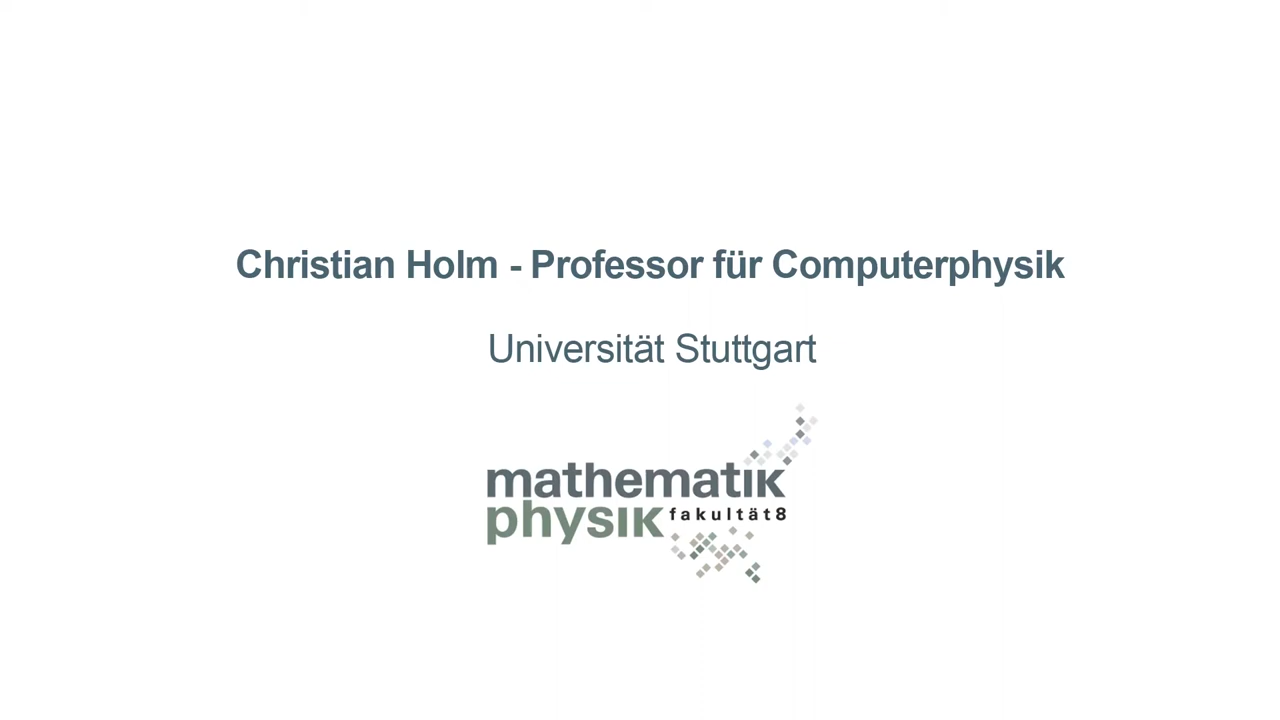 Christian Holm - Professor für Computerphysik
Universität Stuttgart
mathematik
physik fakultät8